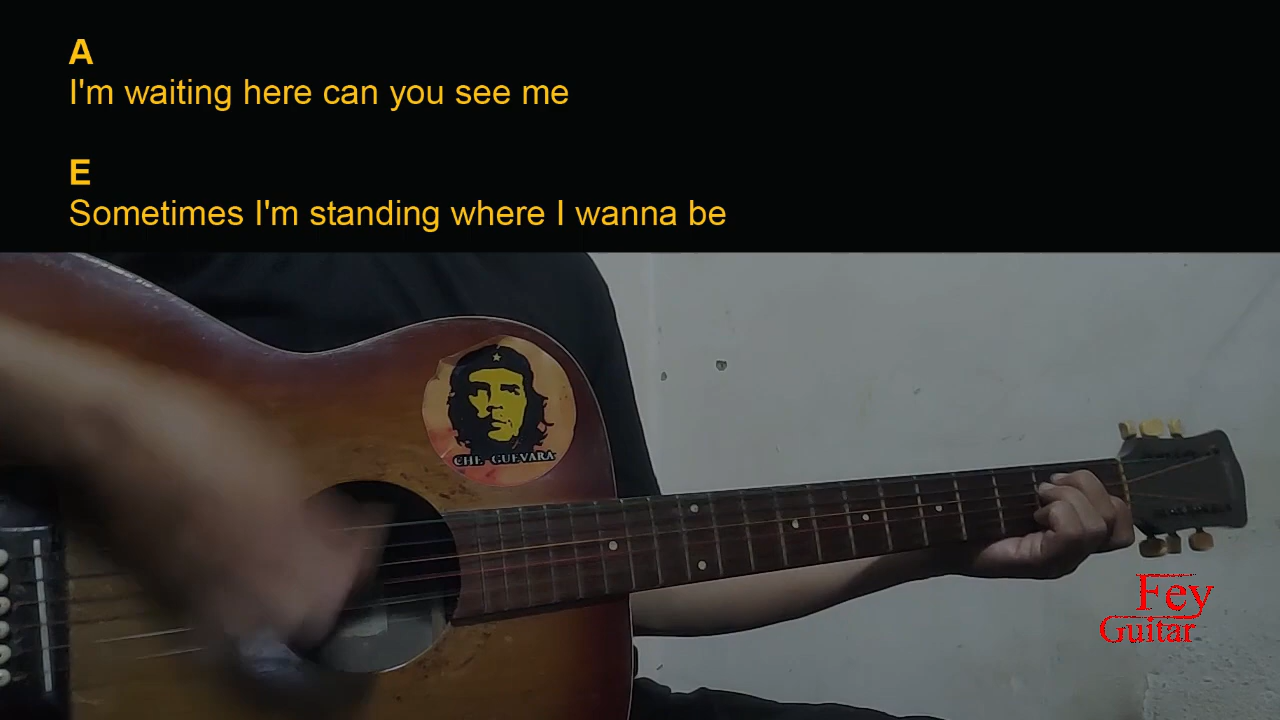 A
I'm waiting here can you see me
E
Sometimes I'm standing where I wanna be
CHE GUEVARA
Fey
Guitar